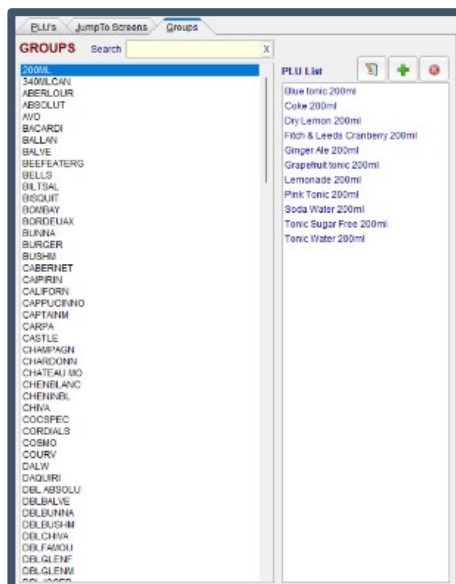 PLU's JumpTo Screens Groups
GROUPS Search X
200ML
340MLCAN
ABERLOUR
ABSOLUT
AVO
BACARDI
BALLAN
BALVE
BEEFEATERG
BELLS
BILTSAL
BISQUIT
BOMBAY
BORDEUAX
BUNNA
BURGER
BUSHM
CABERNET
CAIPIRIN
CALIFORN
CAPPUCINNO
CAPTAINM
CARPA
CASTLE
CHAMPAGN
CHARDONN
CHATEAU MO
CHENBLANC
CHENINBL
CHIVA
COCSPEC
CORDIALS
COSMO
COURV
DALW
DAQUIRI
DBL ABSOLU
DBLBALVE
DBLBUNNA
DBLBUSHM
DBLCHIVA
DBLFAMOU
DBLGLENF
DBLGLENM
PLU List
Blue tonic 200ml
Coke 200ml
Dry Lemon 200ml
Fitch & Leeds Cranberry 200ml
Ginger Ale 200ml
Grapefruit tonic 200ml
Lemonade 200ml
Pink Tonic 200ml
Soda Water 200ml
Tonic Sugar Free 200ml
Tonic Water 200ml